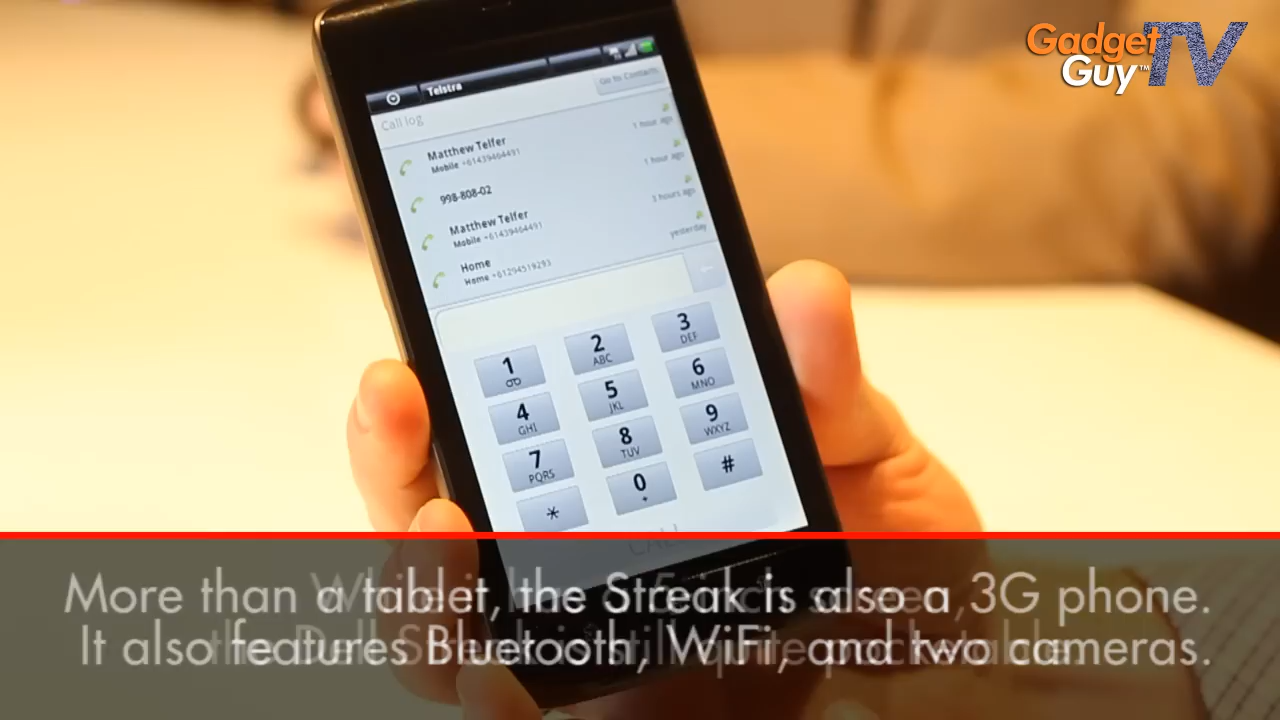 Gadget
Guy™
TV
Telstra
Go to Contacts
Call log
Matthew Telfer
Mobile +61439464491
1 hour ago
998-808-02
1 hour ago
Matthew Telfer
Mobile +61439464491
3 hours ago
Home
Home +61294519293
yesterday
1
2
ABC
3
DEF
4
GHI
5
JKL
6
MNO
7
PQRS
8
TUV
9
WXYZ
*
0
+
#
CALL
More than a tablet, the Streak is also a 3G phone.
It also features Bluetooth, WiFi, and two cameras.